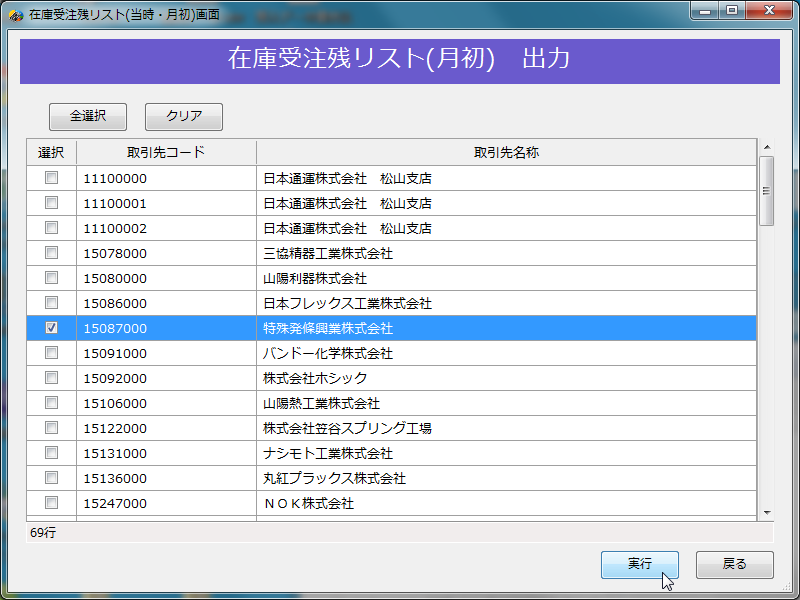 在庫受注残リスト(当時・月初)画面
在庫受注残リスト(月初)　出力
全選択 クリア
選択 取引先コード 取引先名称
11100000 日本通運株式会社　松山支店
11100001 日本通運株式会社　松山支店
11100002 日本通運株式会社　松山支店
15078000 三協精器工業株式会社
15080000 山陽利器株式会社
15086000 日本フレックス工業株式会社
15087000 特殊発條興業株式会社
15091000 バンドー化学株式会社
15092000 株式会社ホシック
15106000 山陽熱工業株式会社
15122000 株式会社笠谷スプリング工場
15131000 ナシモト工業株式会社
15136000 丸紅プラックス株式会社
15247000 ＮＯＫ株式会社
69行
実行 戻る